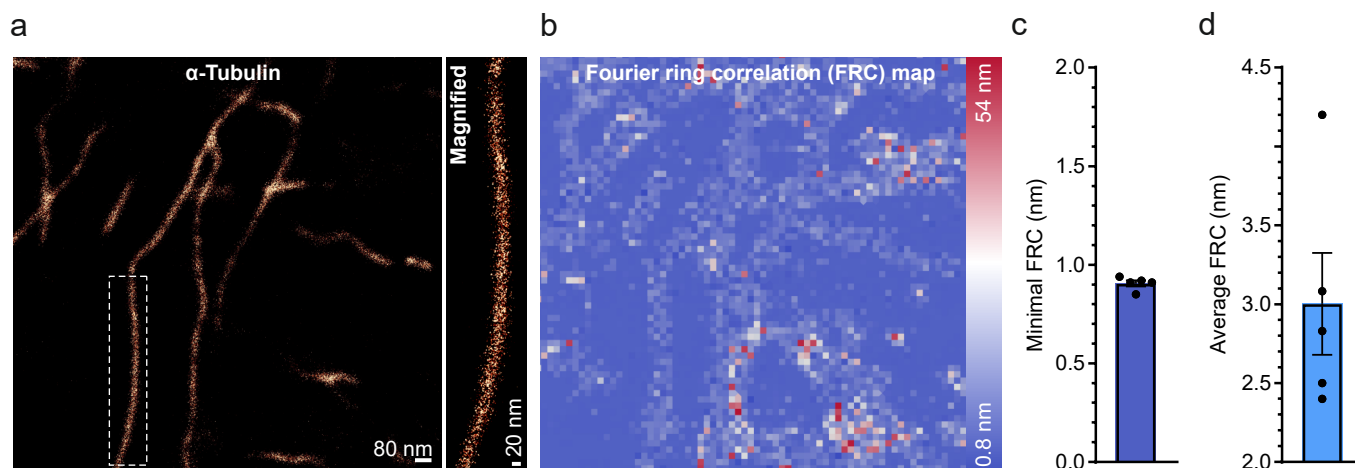 a
α-Tubulin
80 nm
Magnified
20 nm
b
Fourier ring correlation (FRC) map
54 nm
0.8 nm
c
Minimal FRC (nm)
2.0
1.5
1.0
0.5
0.0
d
Average FRC (nm)
4.5
3.5
3.0
2.5
2.0